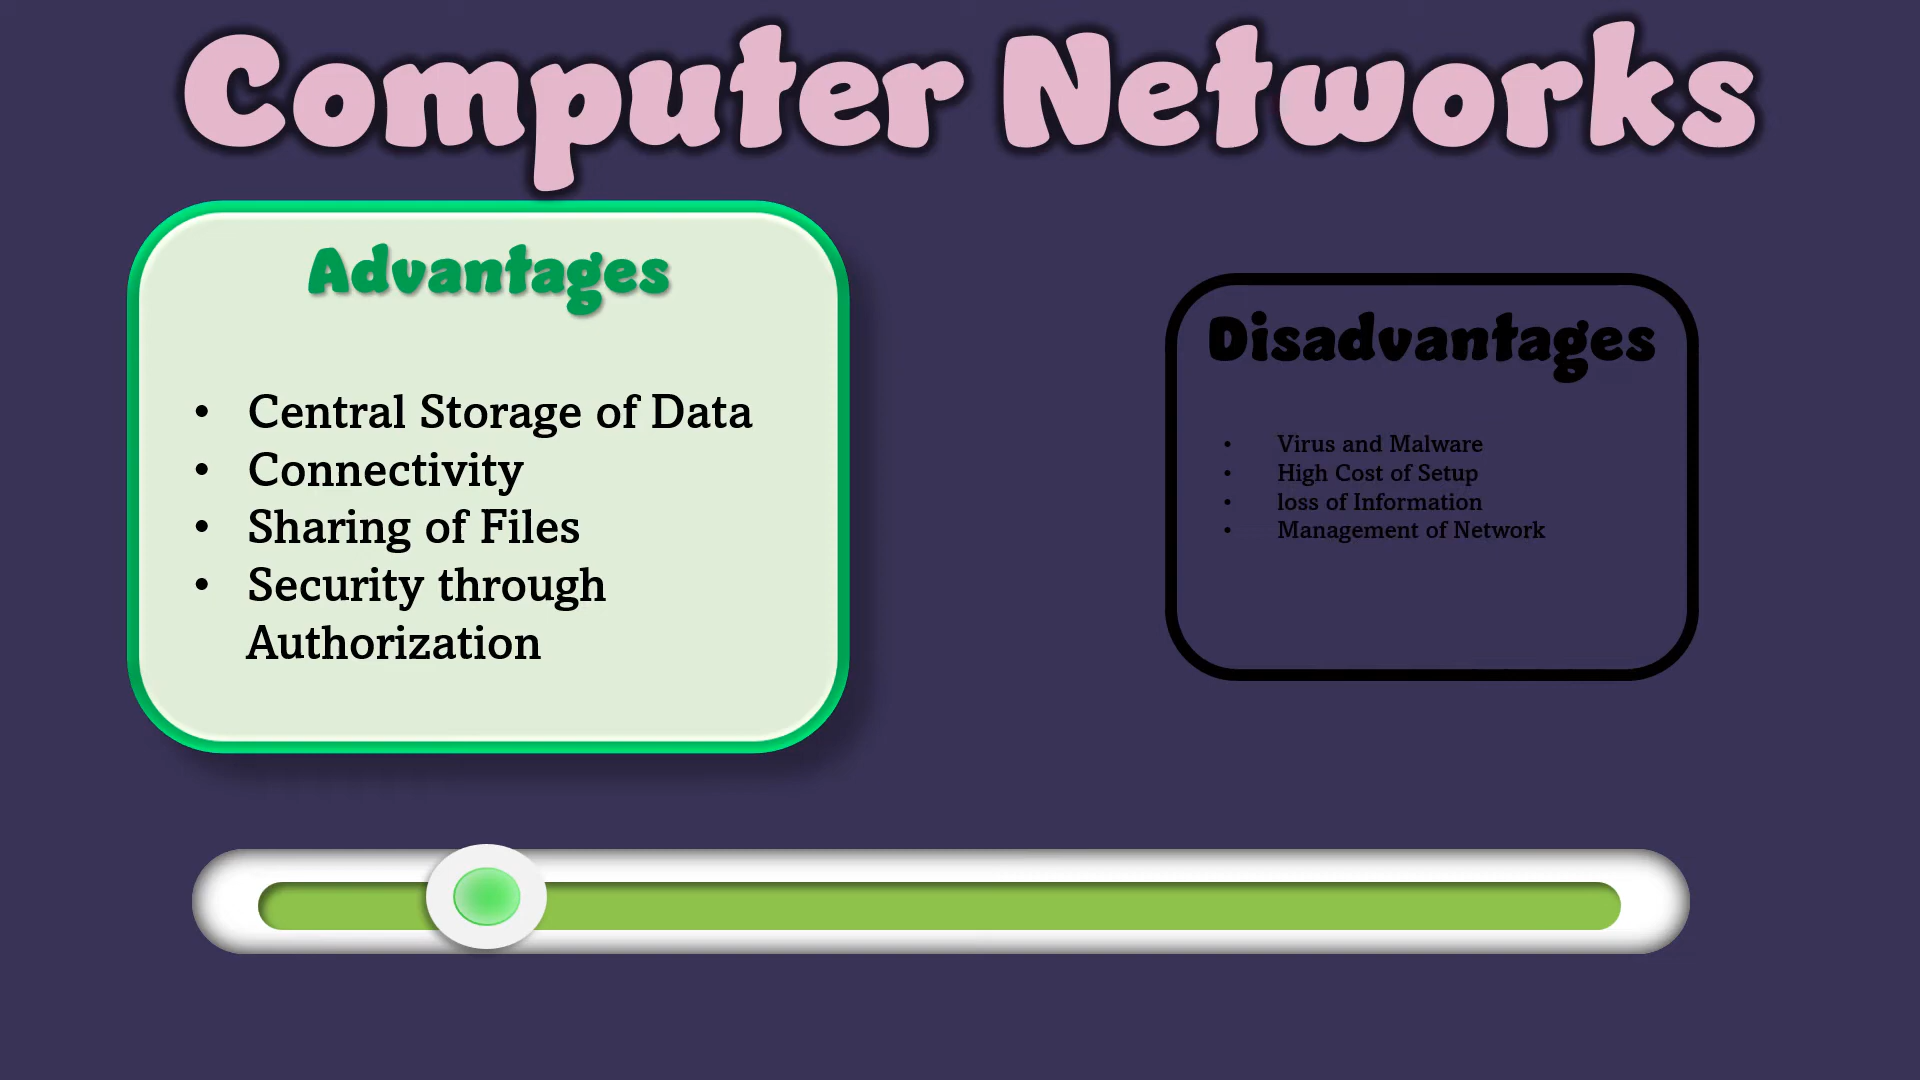 Computer Networks
Advantages
• Central Storage of Data
• Connectivity
• Sharing of Files
• Security through
Authorization
Disadvantages
• Virus and Malware
• High Cost of Setup
• loss of Information
• Management of Network